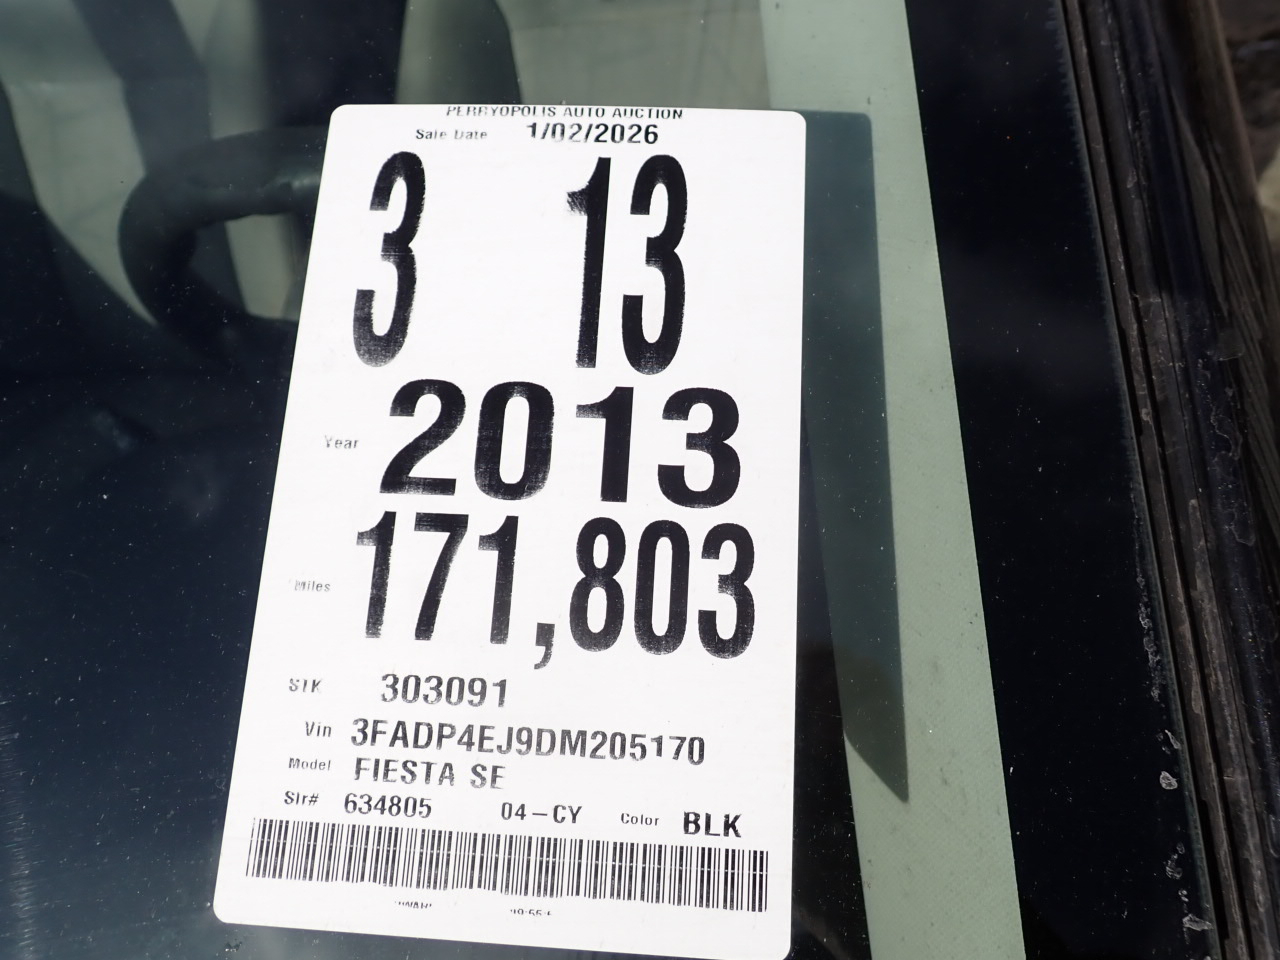 PERRYOPOLIS AUTO AUCTION
Sale Date 1/02/2026
3 13
Year 2013
Miles 171,803
STK 303091
Vin 3FADP4EJ9DM205170
Model FIESTA SE
Slr# 634805 04-CY Color BLK